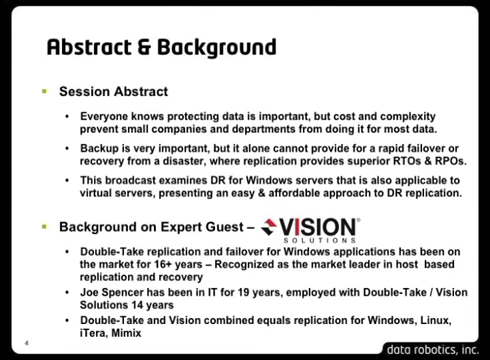 Abstract & Background
Session Abstract
• Everyone knows protecting data is important, but cost and complexity
prevent small companies and departments from doing it for most data.
• Backup is very important, but it alone cannot provide for a rapid failover or
recovery from a disaster, where replication provides superior RTOs & RPOs.
• This broadcast examines DR for Windows servers that is also applicable to
virtual servers, presenting an easy & affordable approach to DR replication.
Background on Expert Guest – VISION®
SOLUTIONS
• Double-Take replication and failover for Windows applications has been on
the market for 16+ years – Recognized as the market leader in host based
replication and recovery
• Joe Spencer has been in IT for 19 years, employed with Double-Take / Vision
Solutions 14 years
• Double-Take and Vision combined equals replication for Windows, Linux,
iTera, Mimix
4
data robotics, inc.